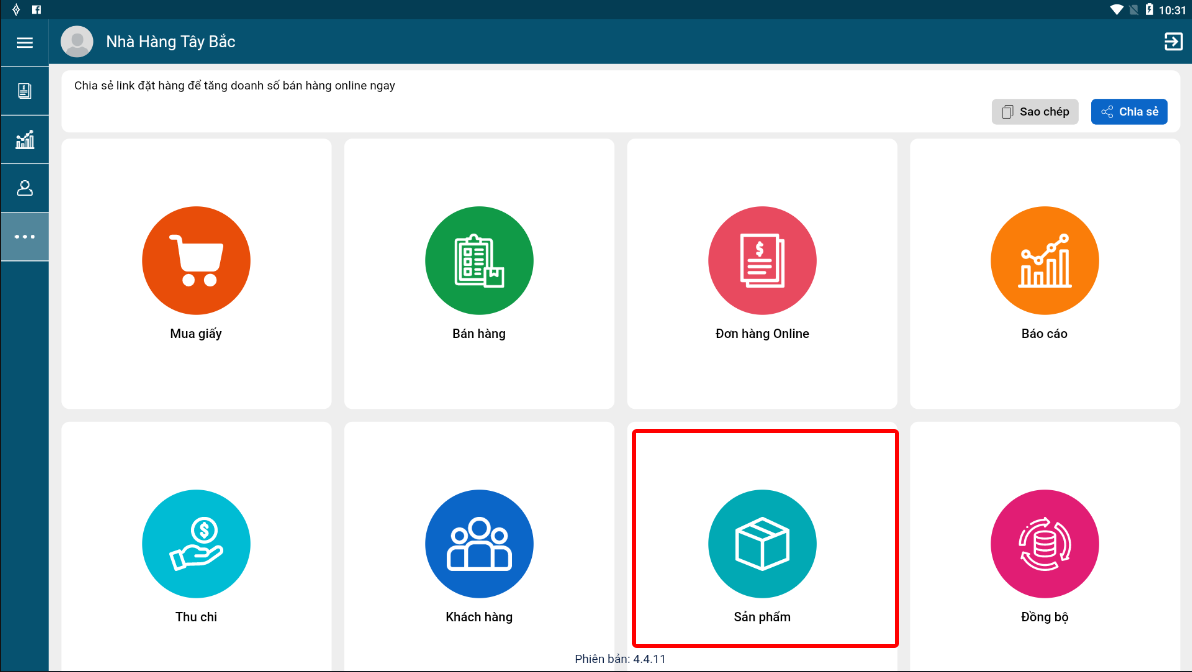 10:31
Nhà Hàng Tây Bắc
Chia sẻ link đặt hàng để tăng doanh số bán hàng online ngay
Sao chép
Chia sẻ
Mua giấy
Bán hàng
Đơn hàng Online
Báo cáo
Thu chi
Khách hàng
Sản phẩm
Đồng bộ
Phiên bản: 4.4.11